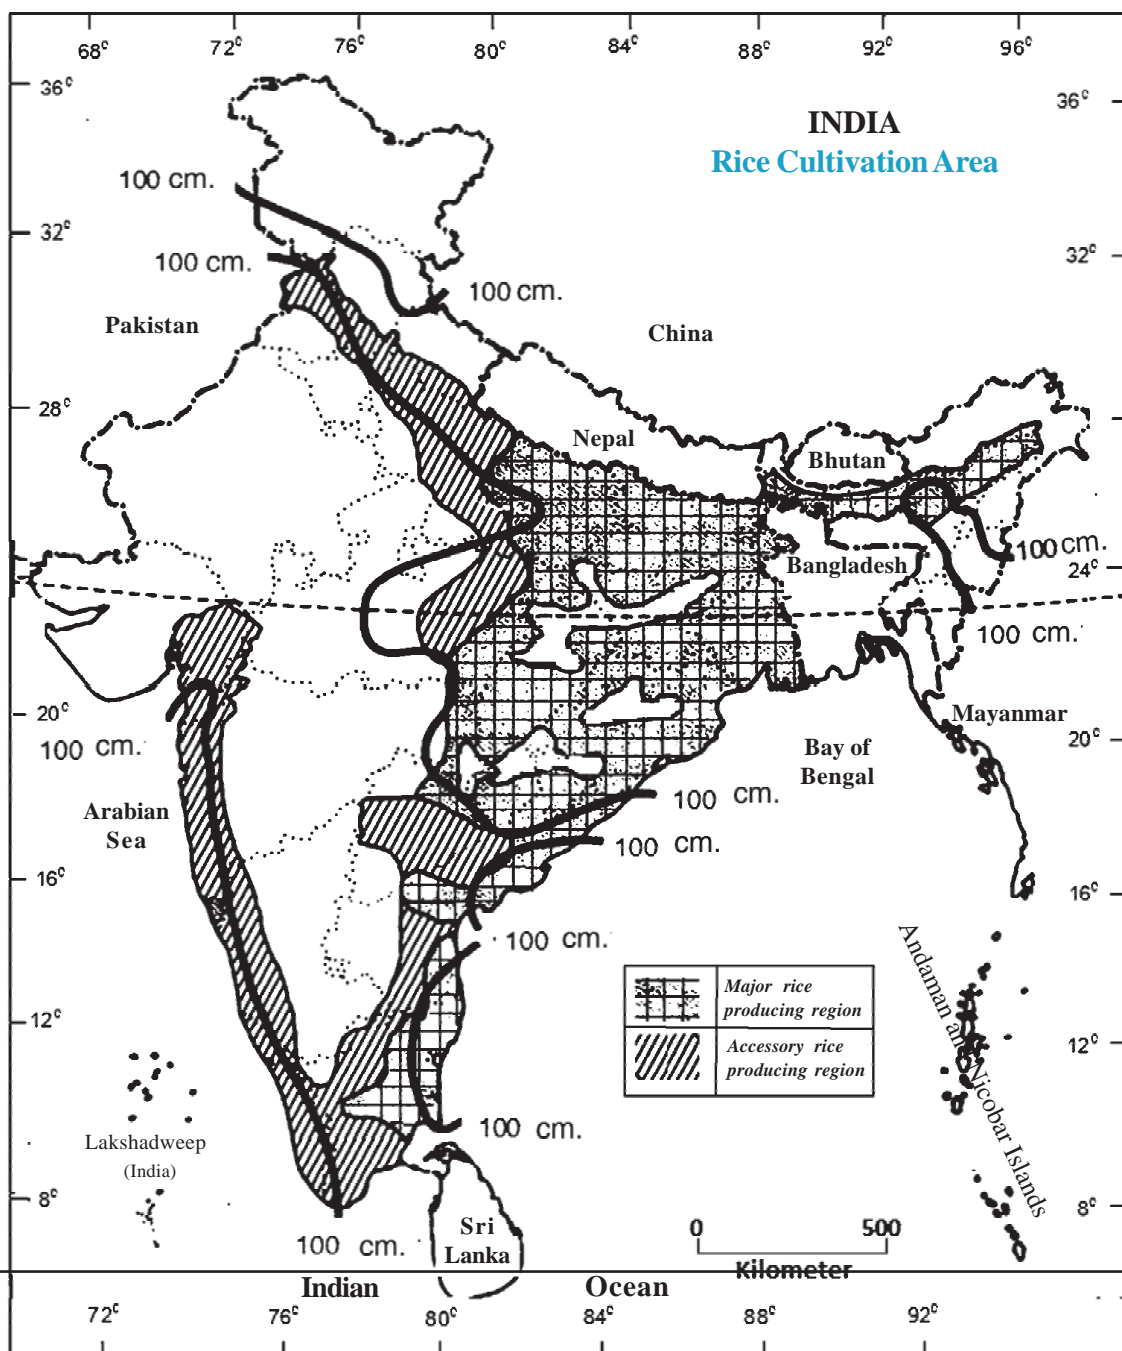 68° 72° 76° 80° 84° 88° 92° 96°
36° 36°
INDIA
Rice Cultivation Area
100 cm.
32° 32°
100 cm.
100 cm.
Pakistan
China
28°
Nepal
Bhutan
100 cm.
Bangladesh
24°
100 cm.
20° 20°
Mayanmar
100 cm.
Bay of
Bengal
Arabian
Sea
100 cm.
100 cm.
16° 16°
100 cm.
Andaman and Nicobar Islands
Major rice
producing region
12° 12°
Accessory rice
producing region
100 cm.
Lakshadweep
(India)
8° 8°
Sri
Lanka
100 cm.
0 500
Kilometer
Indian Ocean
72° 76° 80° 84° 88° 92°